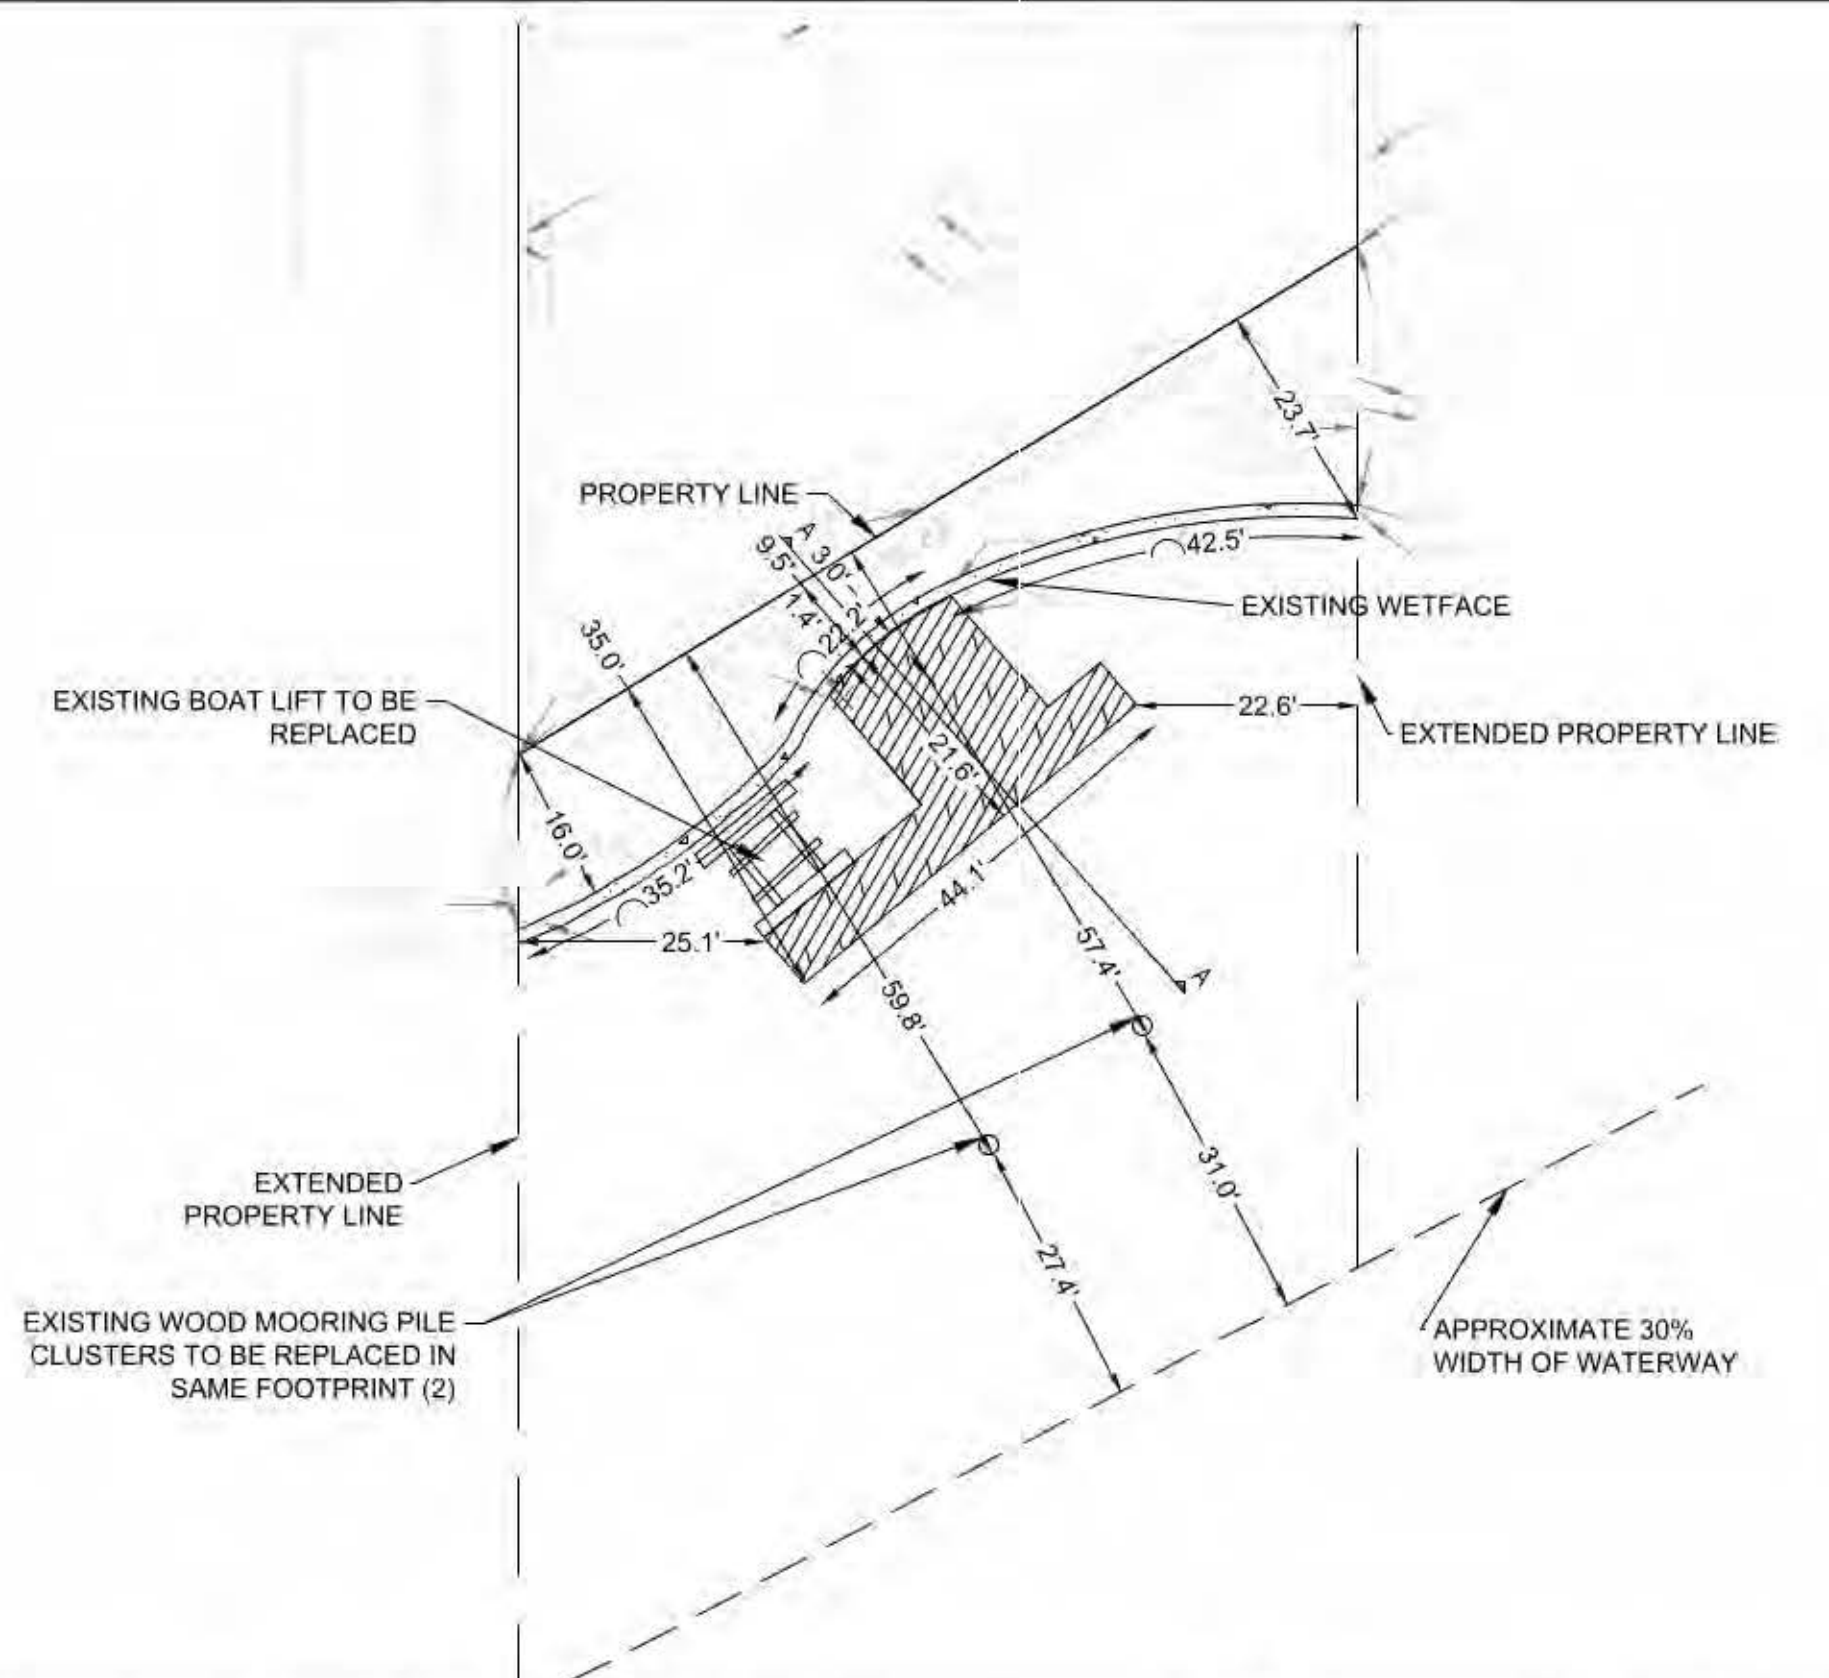 23.7'
PROPERTY LINE
A
9.5'
3.0'
42.5'
1.4'
EXISTING WETFACE
35.0'
EXISTING BOAT LIFT TO BE
REPLACED
22.6'
EXTENDED PROPERTY LINE
21.6'
16.0'
35.2'
44.1'
25.1'
57.4'
A
59.8'
31.0'
EXTENDED
PROPERTY LINE
27.4'
EXISTING WOOD MOORING PILE
CLUSTERS TO BE REPLACED IN
SAME FOOTPRINT (2)
APPROXIMATE 30%
WIDTH OF WATERWAY